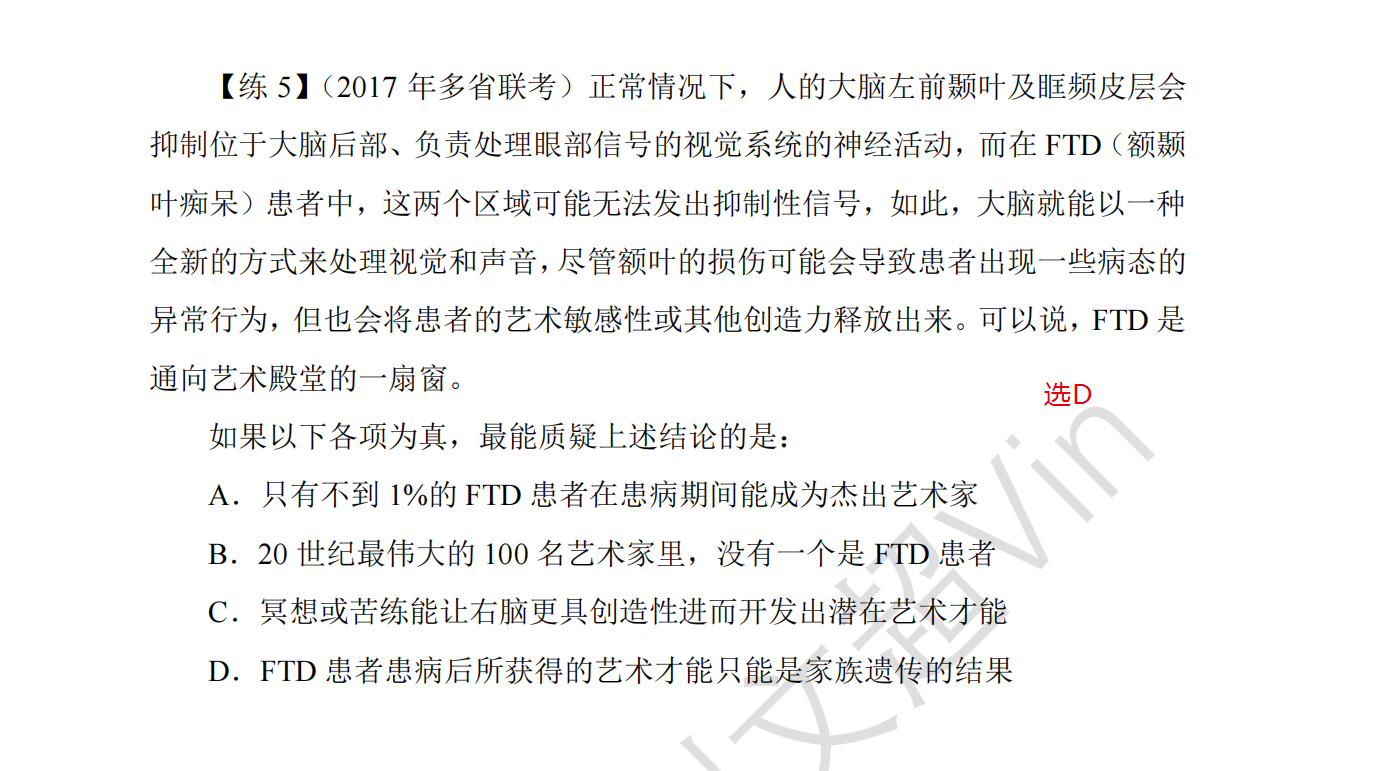 【练 5】（2017 年多省联考）正常情况下，人的大脑左前颞叶及眶频皮层会
抑制位于大脑后部、负责处理眼部信号的视觉系统的神经活动，而在 FTD（额颞
叶痴呆）患者中，这两个区域可能无法发出抑制性信号，如此，大脑就能以一种
全新的方式来处理视觉和声音，尽管额叶的损伤可能会导致患者出现一些病态的
异常行为，但也会将患者的艺术敏感性或其他创造力释放出来。可以说，FTD 是
通向艺术殿堂的一扇窗。
选D
如果以下各项为真，最能质疑上述结论的是：
A．只有不到 1%的 FTD 患者在患病期间能成为杰出艺术家
B．20 世纪最伟大的 100 名艺术家里，没有一个是 FTD 患者
C．冥想或苦练能让右脑更具创造性进而开发出潜在艺术才能
D．FTD 患者患病后所获得的艺术才能只能是家族遗传的结果
文超Vin